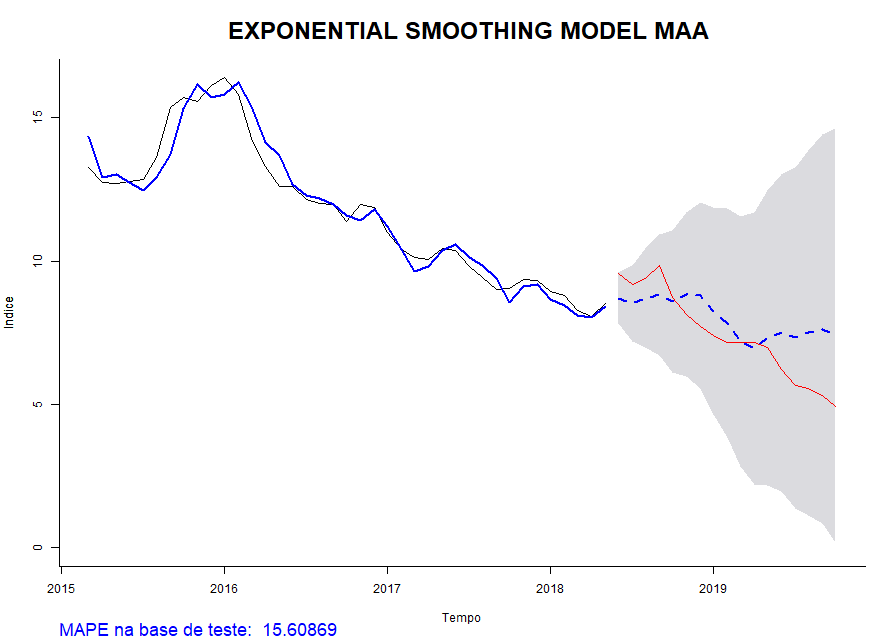 EXPONENTIAL SMOOTHING MODEL MAA
15
10
5
0
Indice
2015 2016 2017 2018 2019
Tempo
MAPE na base de teste: 15.60869